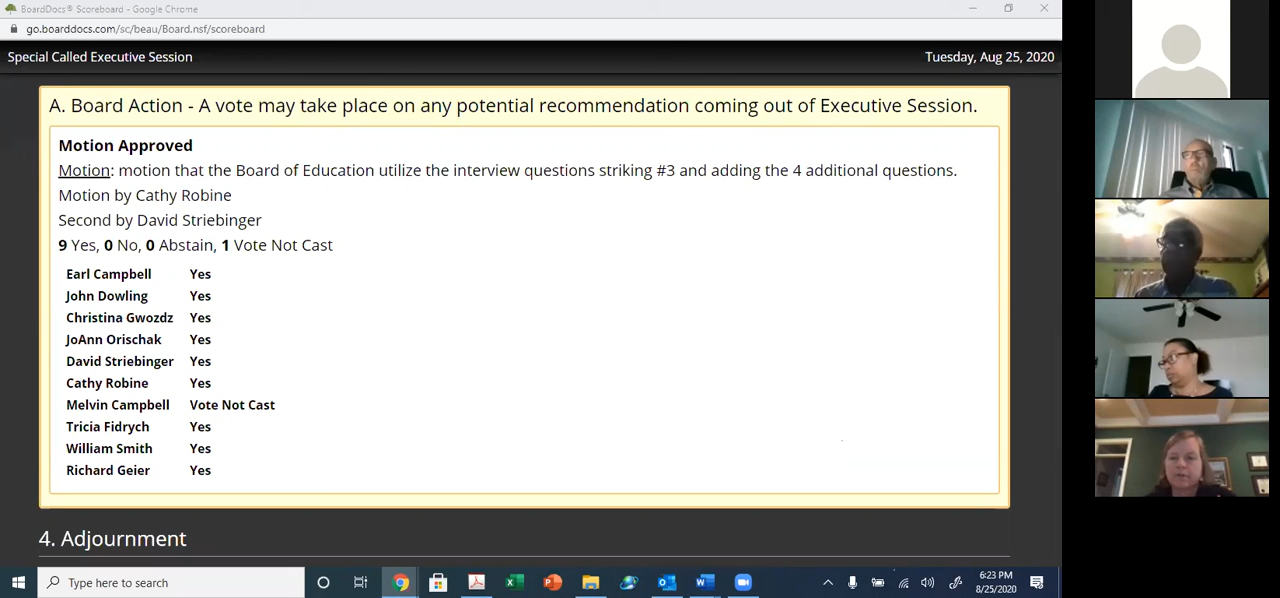 BoardDocs® Scoreboard - Google Chrome
go.boarddocs.com/sc/beau/Board.nsf/scoreboard
Special Called Executive Session
Tuesday, Aug 25, 2020
A. Board Action - A vote may take place on any potential recommendation coming out of Executive Session.
Motion Approved
Motion: motion that the Board of Education utilize the interview questions striking #3 and adding the 4 additional questions.
Motion by Cathy Robine
Second by David Striebinger
9 Yes, 0 No, 0 Abstain, 1 Vote Not Cast
Earl Campbell Yes
John Dowling Yes
Christina Gwozdz Yes
JoAnn Orischak Yes
David Striebinger Yes
Cathy Robine Yes
Melvin Campbell Vote Not Cast
Tricia Fidrych Yes
William Smith Yes
Richard Geier Yes
4. Adjournment
Type here to search
6:23 PM
8/25/2020